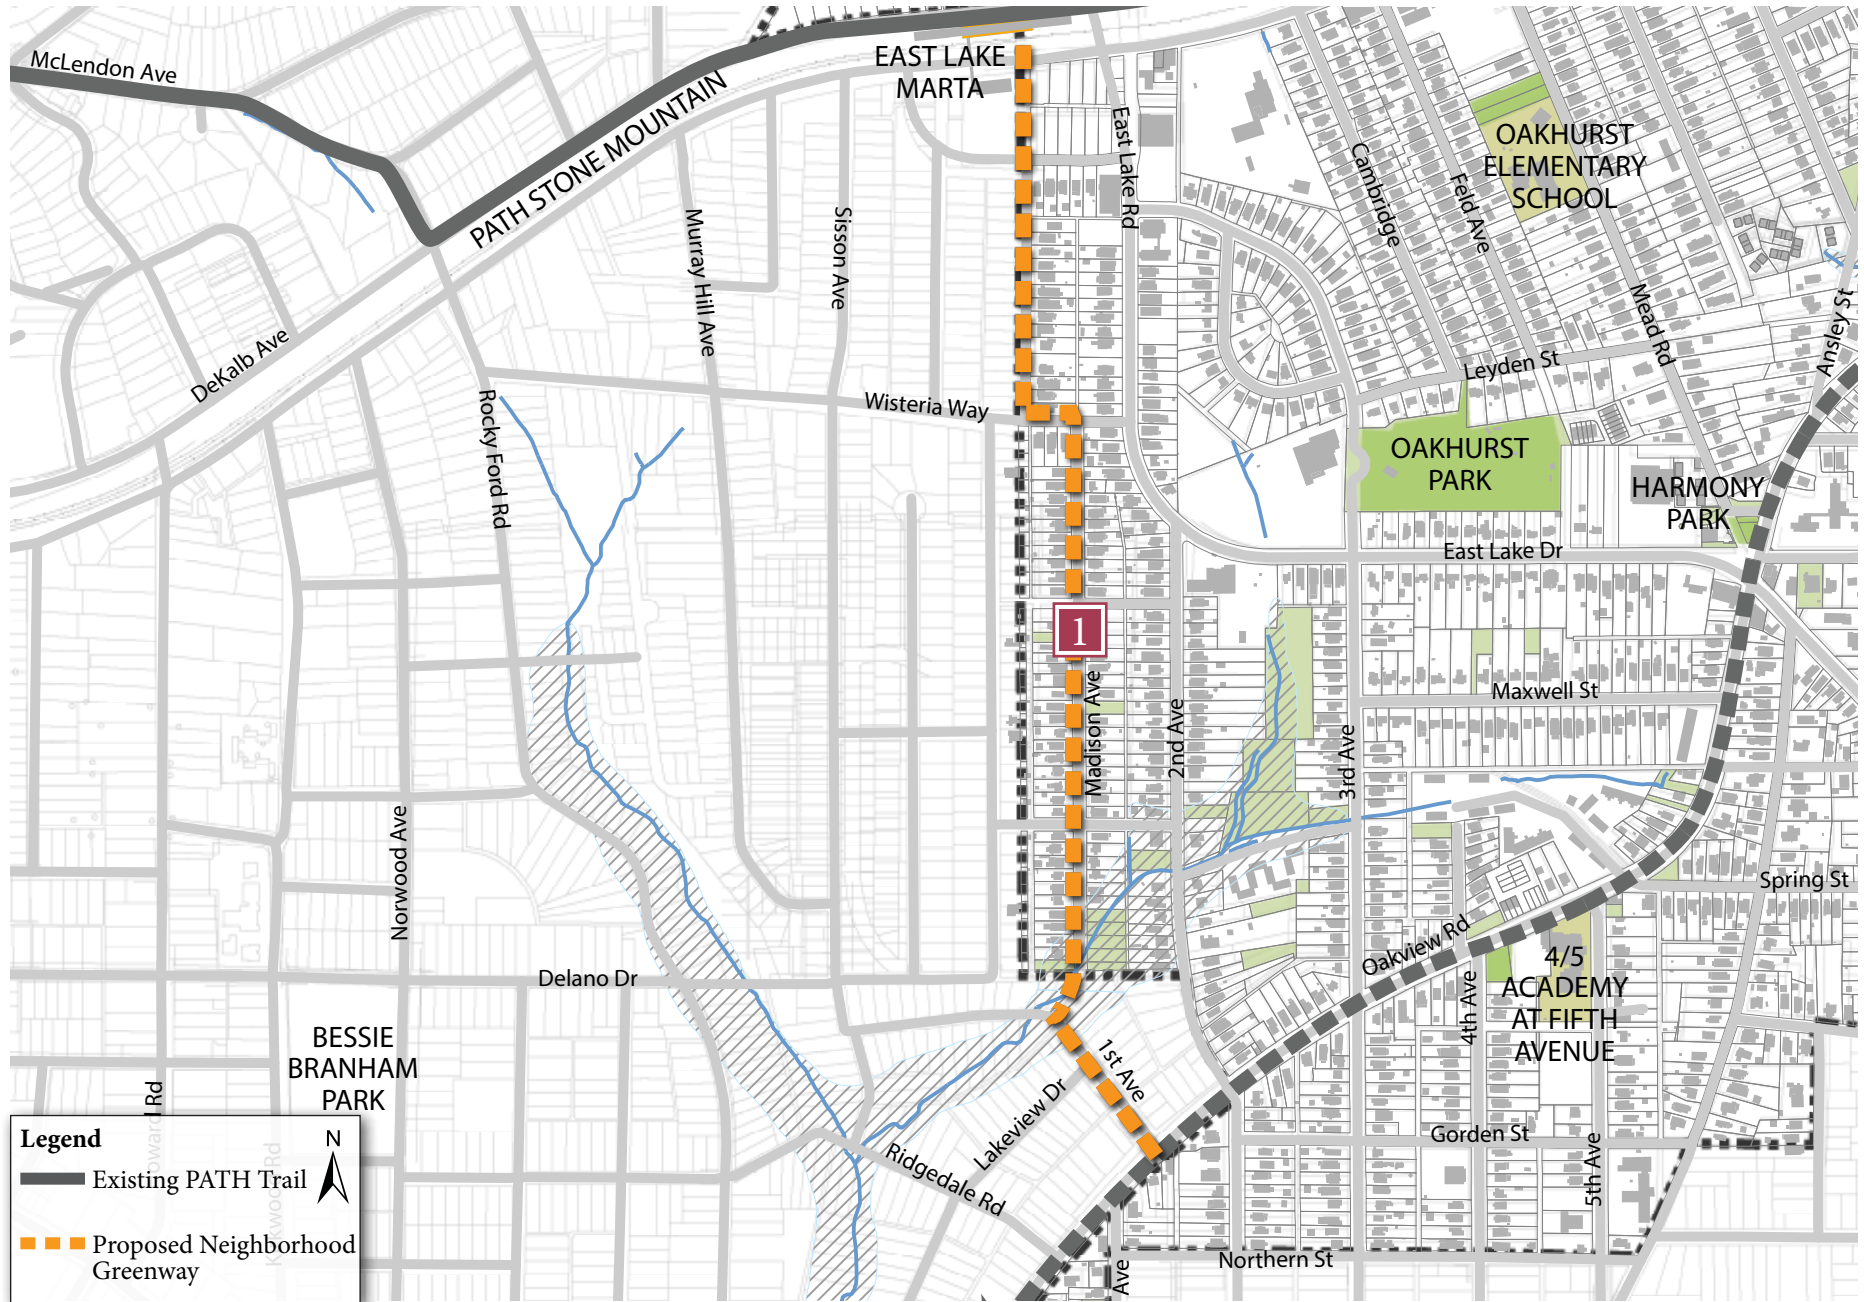 McLendon Ave
EAST LAKE
MARTA
PATH STONE MOUNTAIN
East Lake Rd
OAKHURST
ELEMENTARY
SCHOOL
Cambridge
Feld Ave
Murray Hill Ave
Sisson Ave
Mead Rd
Ansley St
DeKalb Ave
Leyden St
Wisteria Way
Rocky Ford Rd
OAKHURST
PARK
HARMONY
PARK
East Lake Dr
1
Maxwell St
Madison Ave
2nd Ave
3rd Ave
Norwood Ave
Spring St
Oakview Rd
4/5
ACADEMY
AT FIFTH
AVENUE
4th Ave
Delano Dr
BESSIE
BRANHAM
PARK
1st Ave
Lakeview Dr
Ridgedale Rd
Gorden St
5th Ave
Northern St
Ave
Legend
N
Existing PATH Trail
Proposed Neighborhood
Greenway